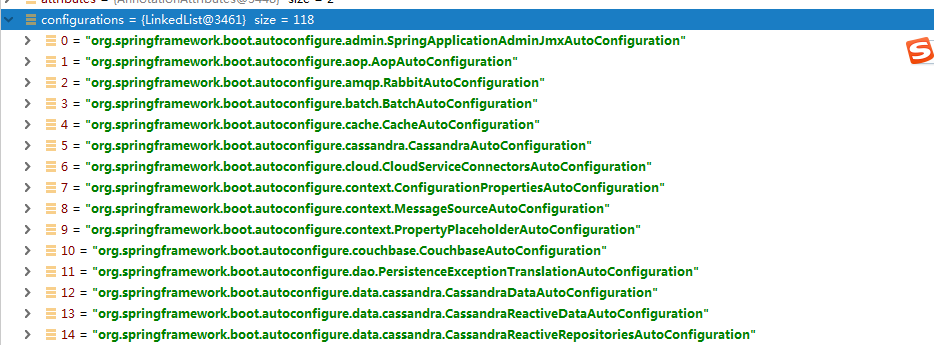 attributes = {AnnotationAttributes@3448} size = 2
configurations = {LinkedList@3461} size = 118
0 = "org.springframework.boot.autoconfigure.admin.SpringApplicationAdminJmxAutoConfiguration"
1 = "org.springframework.boot.autoconfigure.aop.AopAutoConfiguration"
2 = "org.springframework.boot.autoconfigure.amqp.RabbitAutoConfiguration"
3 = "org.springframework.boot.autoconfigure.batch.BatchAutoConfiguration"
4 = "org.springframework.boot.autoconfigure.cache.CacheAutoConfiguration"
5 = "org.springframework.boot.autoconfigure.cassandra.CassandraAutoConfiguration"
6 = "org.springframework.boot.autoconfigure.cloud.CloudServiceConnectorsAutoConfiguration"
7 = "org.springframework.boot.autoconfigure.context.ConfigurationPropertiesAutoConfiguration"
8 = "org.springframework.boot.autoconfigure.context.MessageSourceAutoConfiguration"
9 = "org.springframework.boot.autoconfigure.context.PropertyPlaceholderAutoConfiguration"
10 = "org.springframework.boot.autoconfigure.couchbase.CouchbaseAutoConfiguration"
11 = "org.springframework.boot.autoconfigure.dao.PersistenceExceptionTranslationAutoConfiguration"
12 = "org.springframework.boot.autoconfigure.data.cassandra.CassandraDataAutoConfiguration"
13 = "org.springframework.boot.autoconfigure.data.cassandra.CassandraReactiveDataAutoConfiguration"
14 = "org.springframework.boot.autoconfigure.data.cassandra.CassandraReactiveRepositoriesAutoConfiguration"